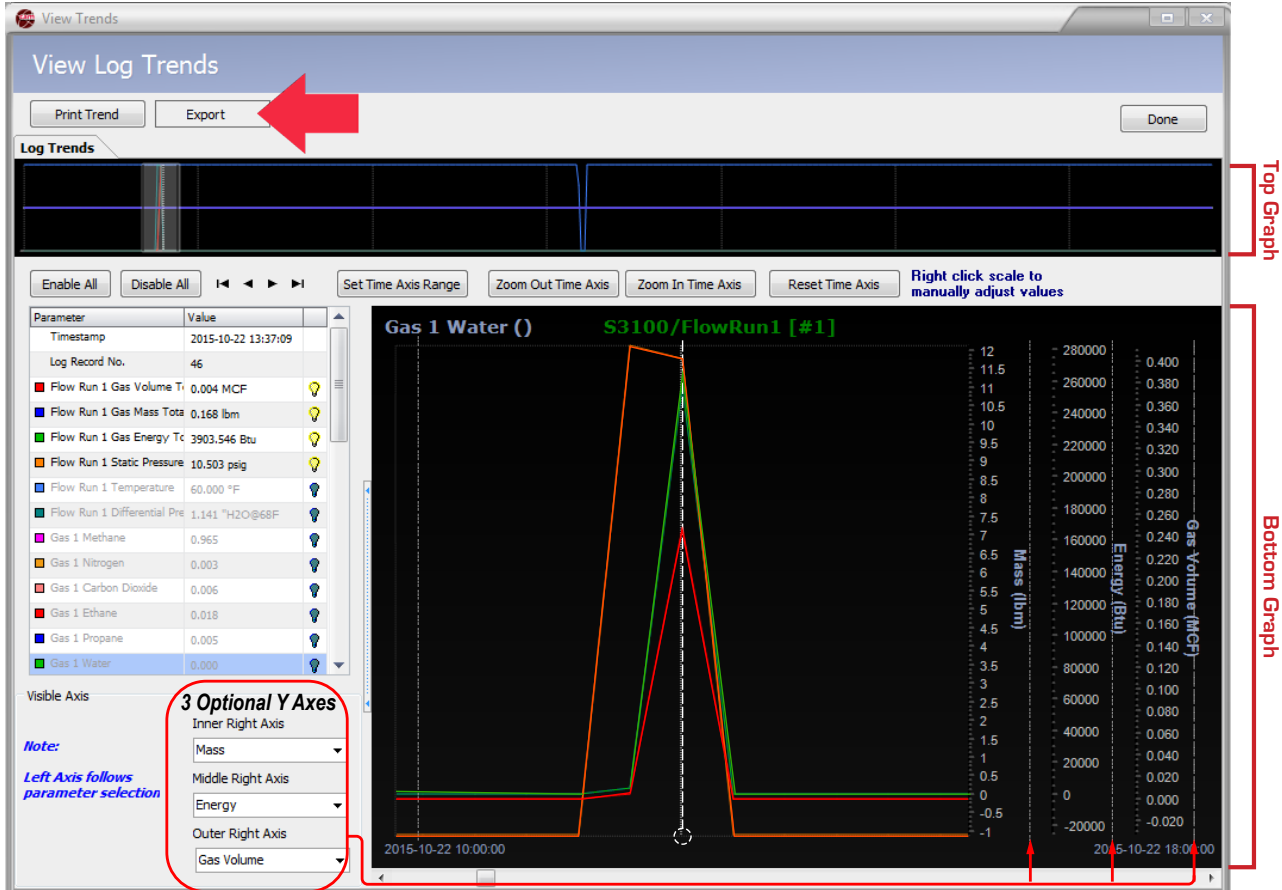 View Trends
View Log Trends
Print Trend
Export
Done
Log Trends
Top Graph
Enable All
Disable All
Set Time Axis Range
Zoom Out Time Axis
Zoom In Time Axis
Reset Time Axis
Right click scale to
manually adjust values
Parameter Value
Timestamp 2015-10-22 13:37:09
Log Record No. 46
Flow Run 1 Gas Volume T 0.004 MCF
Flow Run 1 Gas Mass Tota 0.168 lbm
Flow Run 1 Gas Energy To 3903.546 Btu
Flow Run 1 Static Pressure 10.503 psig
Flow Run 1 Temperature 60.000 °F
Flow Run 1 Differential Pre 1.141 "H2O@68F
Gas 1 Methane 0.965
Gas 1 Nitrogen 0.003
Gas 1 Carbon Dioxide 0.006
Gas 1 Ethane 0.018
Gas 1 Propane 0.005
Gas 1 Water 0.000
Visible Axis
Note:
Left Axis follows
parameter selection
3 Optional Y Axes
Inner Right Axis
Mass
Middle Right Axis
Energy
Outer Right Axis
Gas Volume
Gas 1 Water ()
S3100/FlowRun1 [#1]
12
11.5
11
10.5
10
9.5
9
8.5
8
7.5
7
6.5
6
5.5
5
4.5
4
3.5
3
2.5
2
1.5
1
0.5
0
-0.5
-1
Mass (lbm)
280000
260000
240000
220000
200000
180000
160000
140000
120000
100000
80000
60000
40000
20000
0
-20000
Energy (Btu)
0.400
0.380
0.360
0.340
0.320
0.300
0.280
0.260
0.240
0.220
0.200
0.180
0.160
0.140
0.120
0.100
0.080
0.060
0.040
0.020
0.000
-0.020
Gas Volume (MCF)
2015-10-22 10:00:00
2015-10-22 18:00:00
Bottom Graph